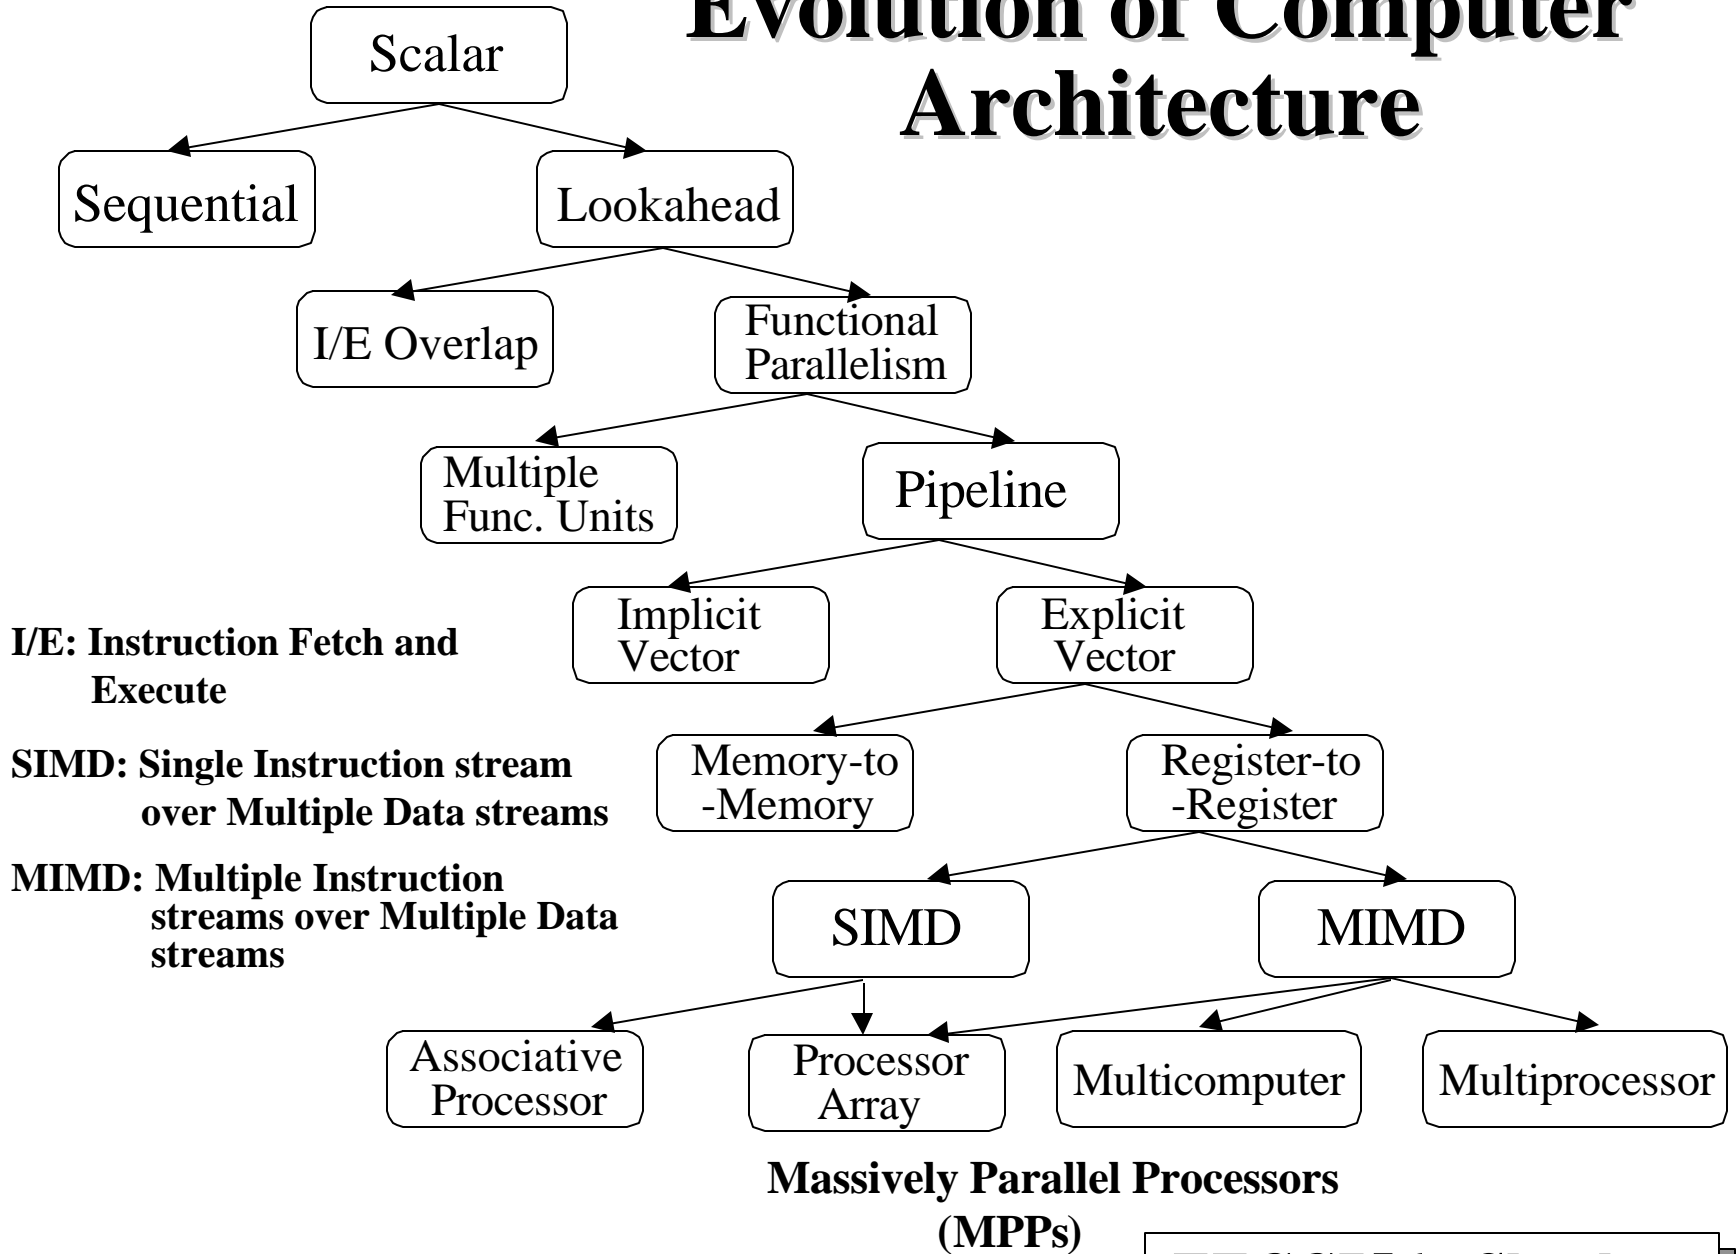 Evolution of Computer
Architecture
Scalar
Sequential
Lookahead
I/E Overlap
Functional
Parallelism
Multiple
Func. Units
Pipeline
Implicit
Vector
Explicit
Vector
I/E: Instruction Fetch and
Execute
SIMD: Single Instruction stream
over Multiple Data streams
MIMD: Multiple Instruction
streams over Multiple Data
streams
Memory-to
-Memory
Register-to
-Register
SIMD
MIMD
Associative
Processor
Processor
Array
Multicomputer
Multiprocessor
Massively Parallel Processors
(MPPs)